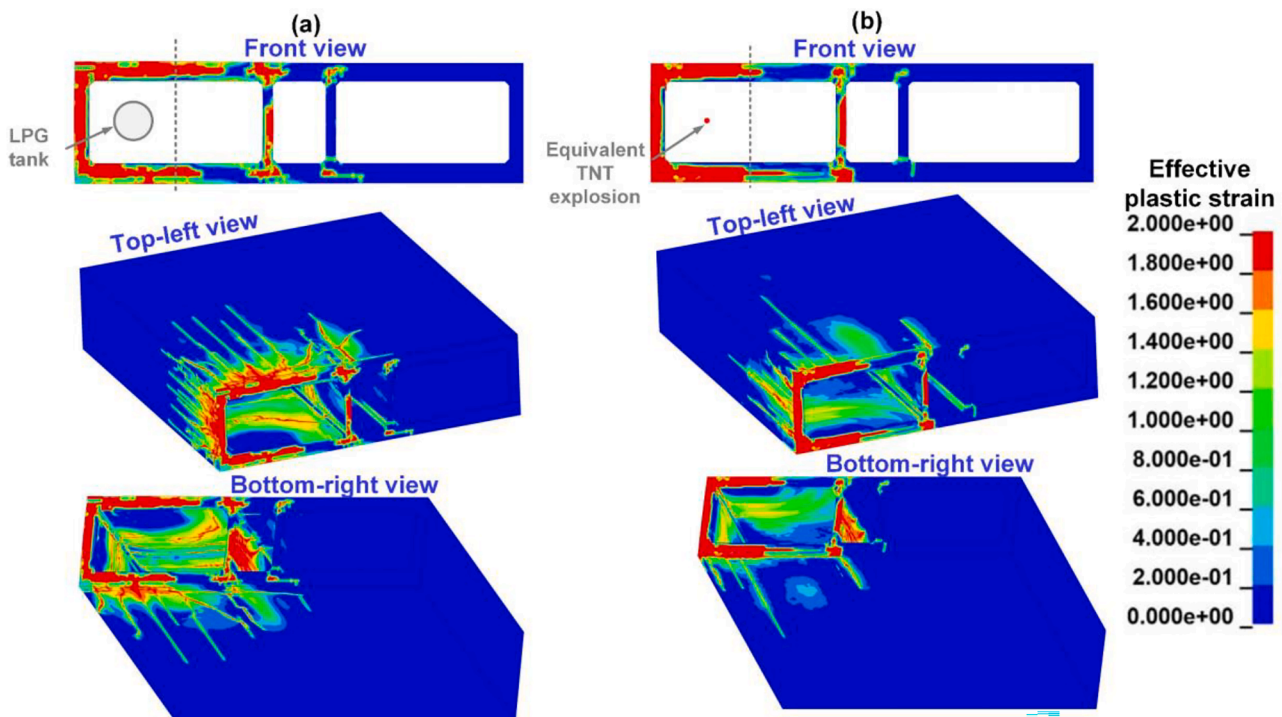 (a)
Front view
LPG
tank
Top-left view
Bottom-right view
(b)
Front view
Equivalent
TNT
explosion
Top-left view
Bottom-right view
Effective
plastic strain
2.000e+00
1.800e+00
1.600e+00
1.400e+00
1.200e+00
1.000e+00
8.000e-01
6.000e-01
4.000e-01
2.000e-01
0.000e+00